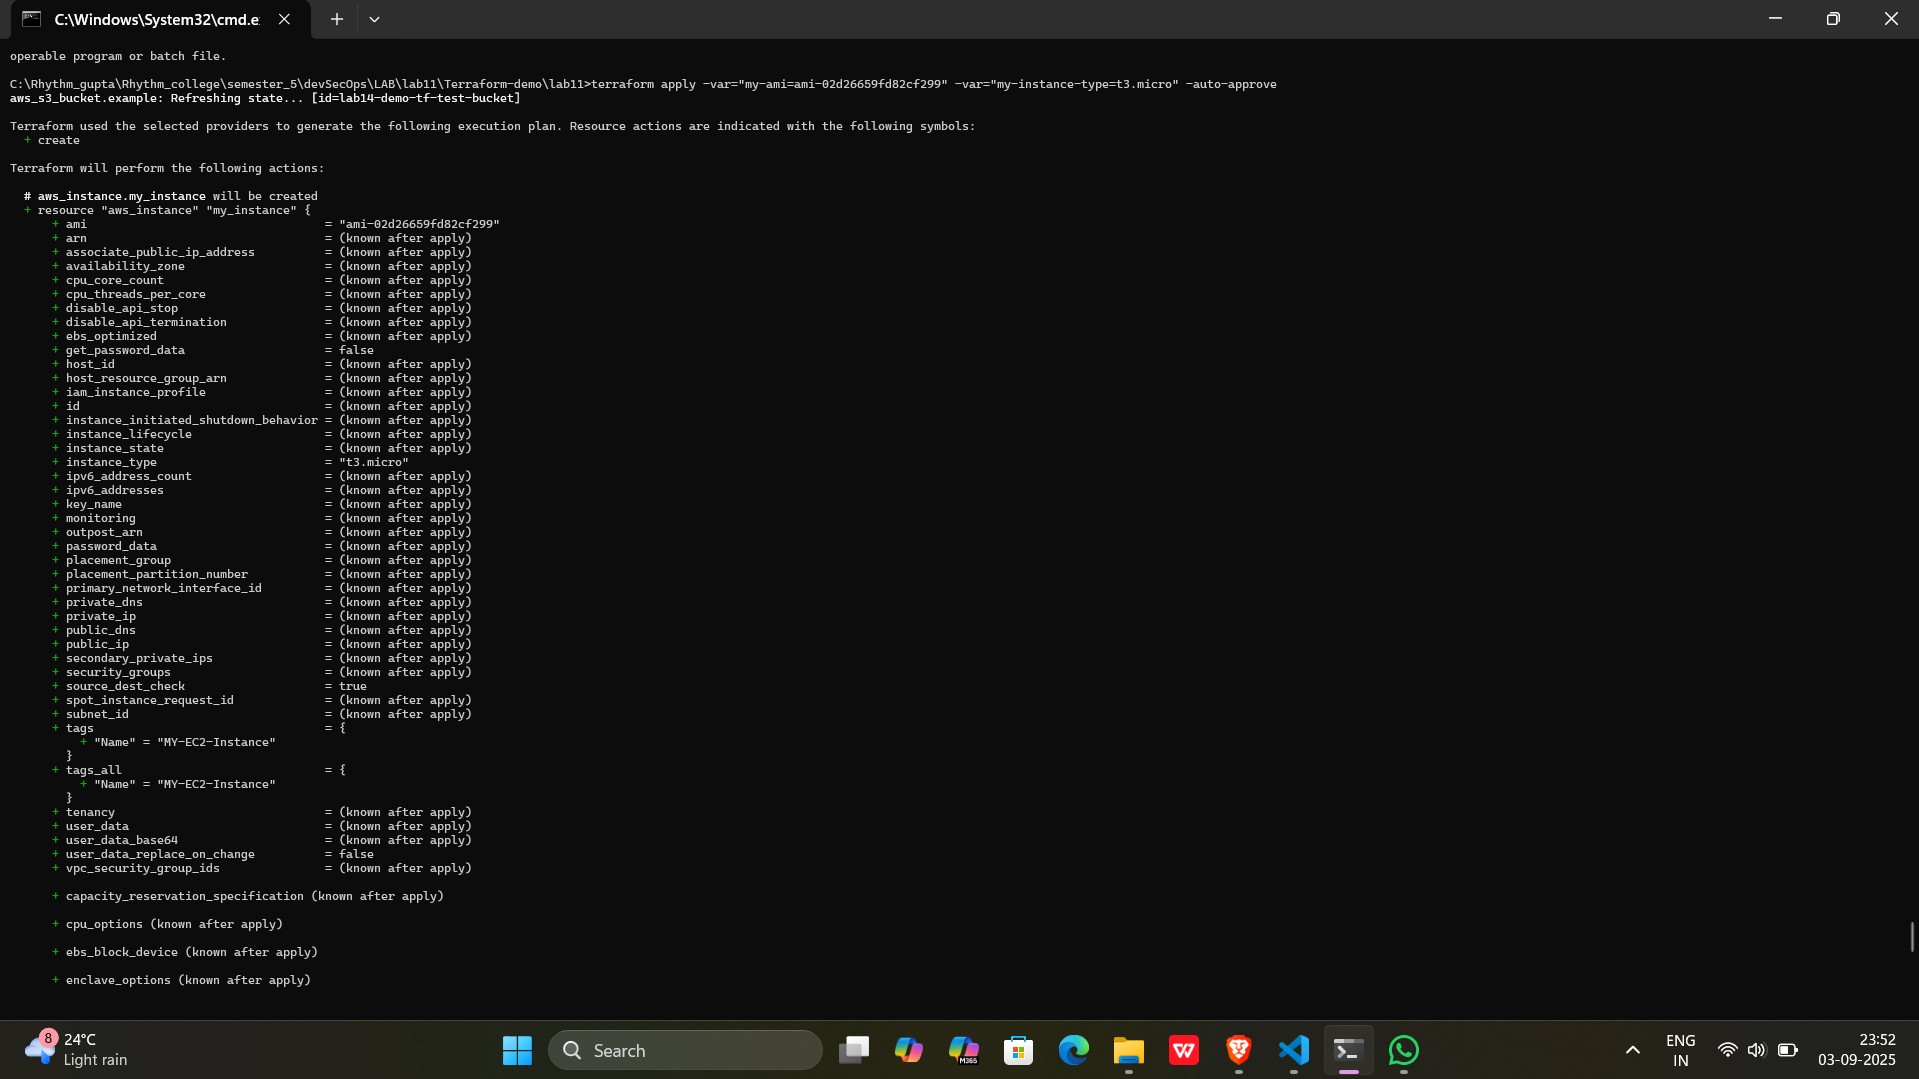 C:\Windows\System32\cmd.e
operable program or batch file.
C:\Rhythm_gupta\Rhythm_college\semester_5\devSecOps\LAB\lab11\Terraform-demo\lab11>terraform apply -var="my-ami=ami-02d26659fd82cf299" -var="my-instance-type=t3.micro" -auto-approve
aws_s3_bucket.example: Refreshing state... [id=lab14-demo-tf-test-bucket]
Terraform used the selected providers to generate the following execution plan. Resource actions are indicated with the following symbols:
+ create
Terraform will perform the following actions:
# aws_instance.my_instance will be created
+ resource "aws_instance" "my_instance" {
+ ami = "ami-02d26659fd82cf299"
+ arn = (known after apply)
+ associate_public_ip_address = (known after apply)
+ availability_zone = (known after apply)
+ cpu_core_count = (known after apply)
+ cpu_threads_per_core = (known after apply)
+ disable_api_stop = (known after apply)
+ disable_api_termination = (known after apply)
+ ebs_optimized = (known after apply)
+ get_password_data = false
+ host_id = (known after apply)
+ host_resource_group_arn = (known after apply)
+ iam_instance_profile = (known after apply)
+ id = (known after apply)
+ instance_initiated_shutdown_behavior = (known after apply)
+ instance_lifecycle = (known after apply)
+ instance_state = (known after apply)
+ instance_type = "t3.micro"
+ ipv6_address_count = (known after apply)
+ ipv6_addresses = (known after apply)
+ key_name = (known after apply)
+ monitoring = (known after apply)
+ outpost_arn = (known after apply)
+ password_data = (known after apply)
+ placement_group = (known after apply)
+ placement_partition_number = (known after apply)
+ primary_network_interface_id = (known after apply)
+ private_dns = (known after apply)
+ private_ip = (known after apply)
+ public_dns = (known after apply)
+ public_ip = (known after apply)
+ secondary_private_ips = (known after apply)
+ security_groups = (known after apply)
+ source_dest_check = true
+ spot_instance_request_id = (known after apply)
+ subnet_id = (known after apply)
+ tags = {
+ "Name" = "MY-EC2-Instance"
}
+ tags_all = {
+ "Name" = "MY-EC2-Instance"
}
+ tenancy = (known after apply)
+ user_data = (known after apply)
+ user_data_base64 = (known after apply)
+ user_data_replace_on_change = false
+ vpc_security_group_ids = (known after apply)
+ capacity_reservation_specification (known after apply)
+ cpu_options (known after apply)
+ ebs_block_device (known after apply)
+ enclave_options (known after apply)
8
24°C
Light rain
Search
M365
W
ENG
IN
23:52
03-09-2025